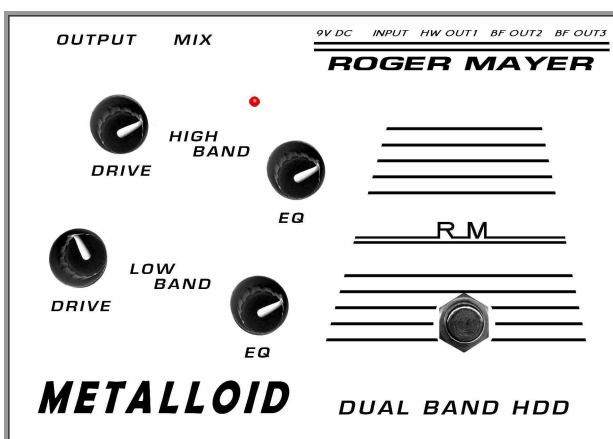 OUTPUT MIX
9V DC INPUT HW OUT1 BF OUT2 BF OUT3
ROGER MAYER
HIGH
BAND
DRIVE
EQ
R M
LOW
BAND
DRIVE
EQ
METALLOID
DUAL BAND HDD